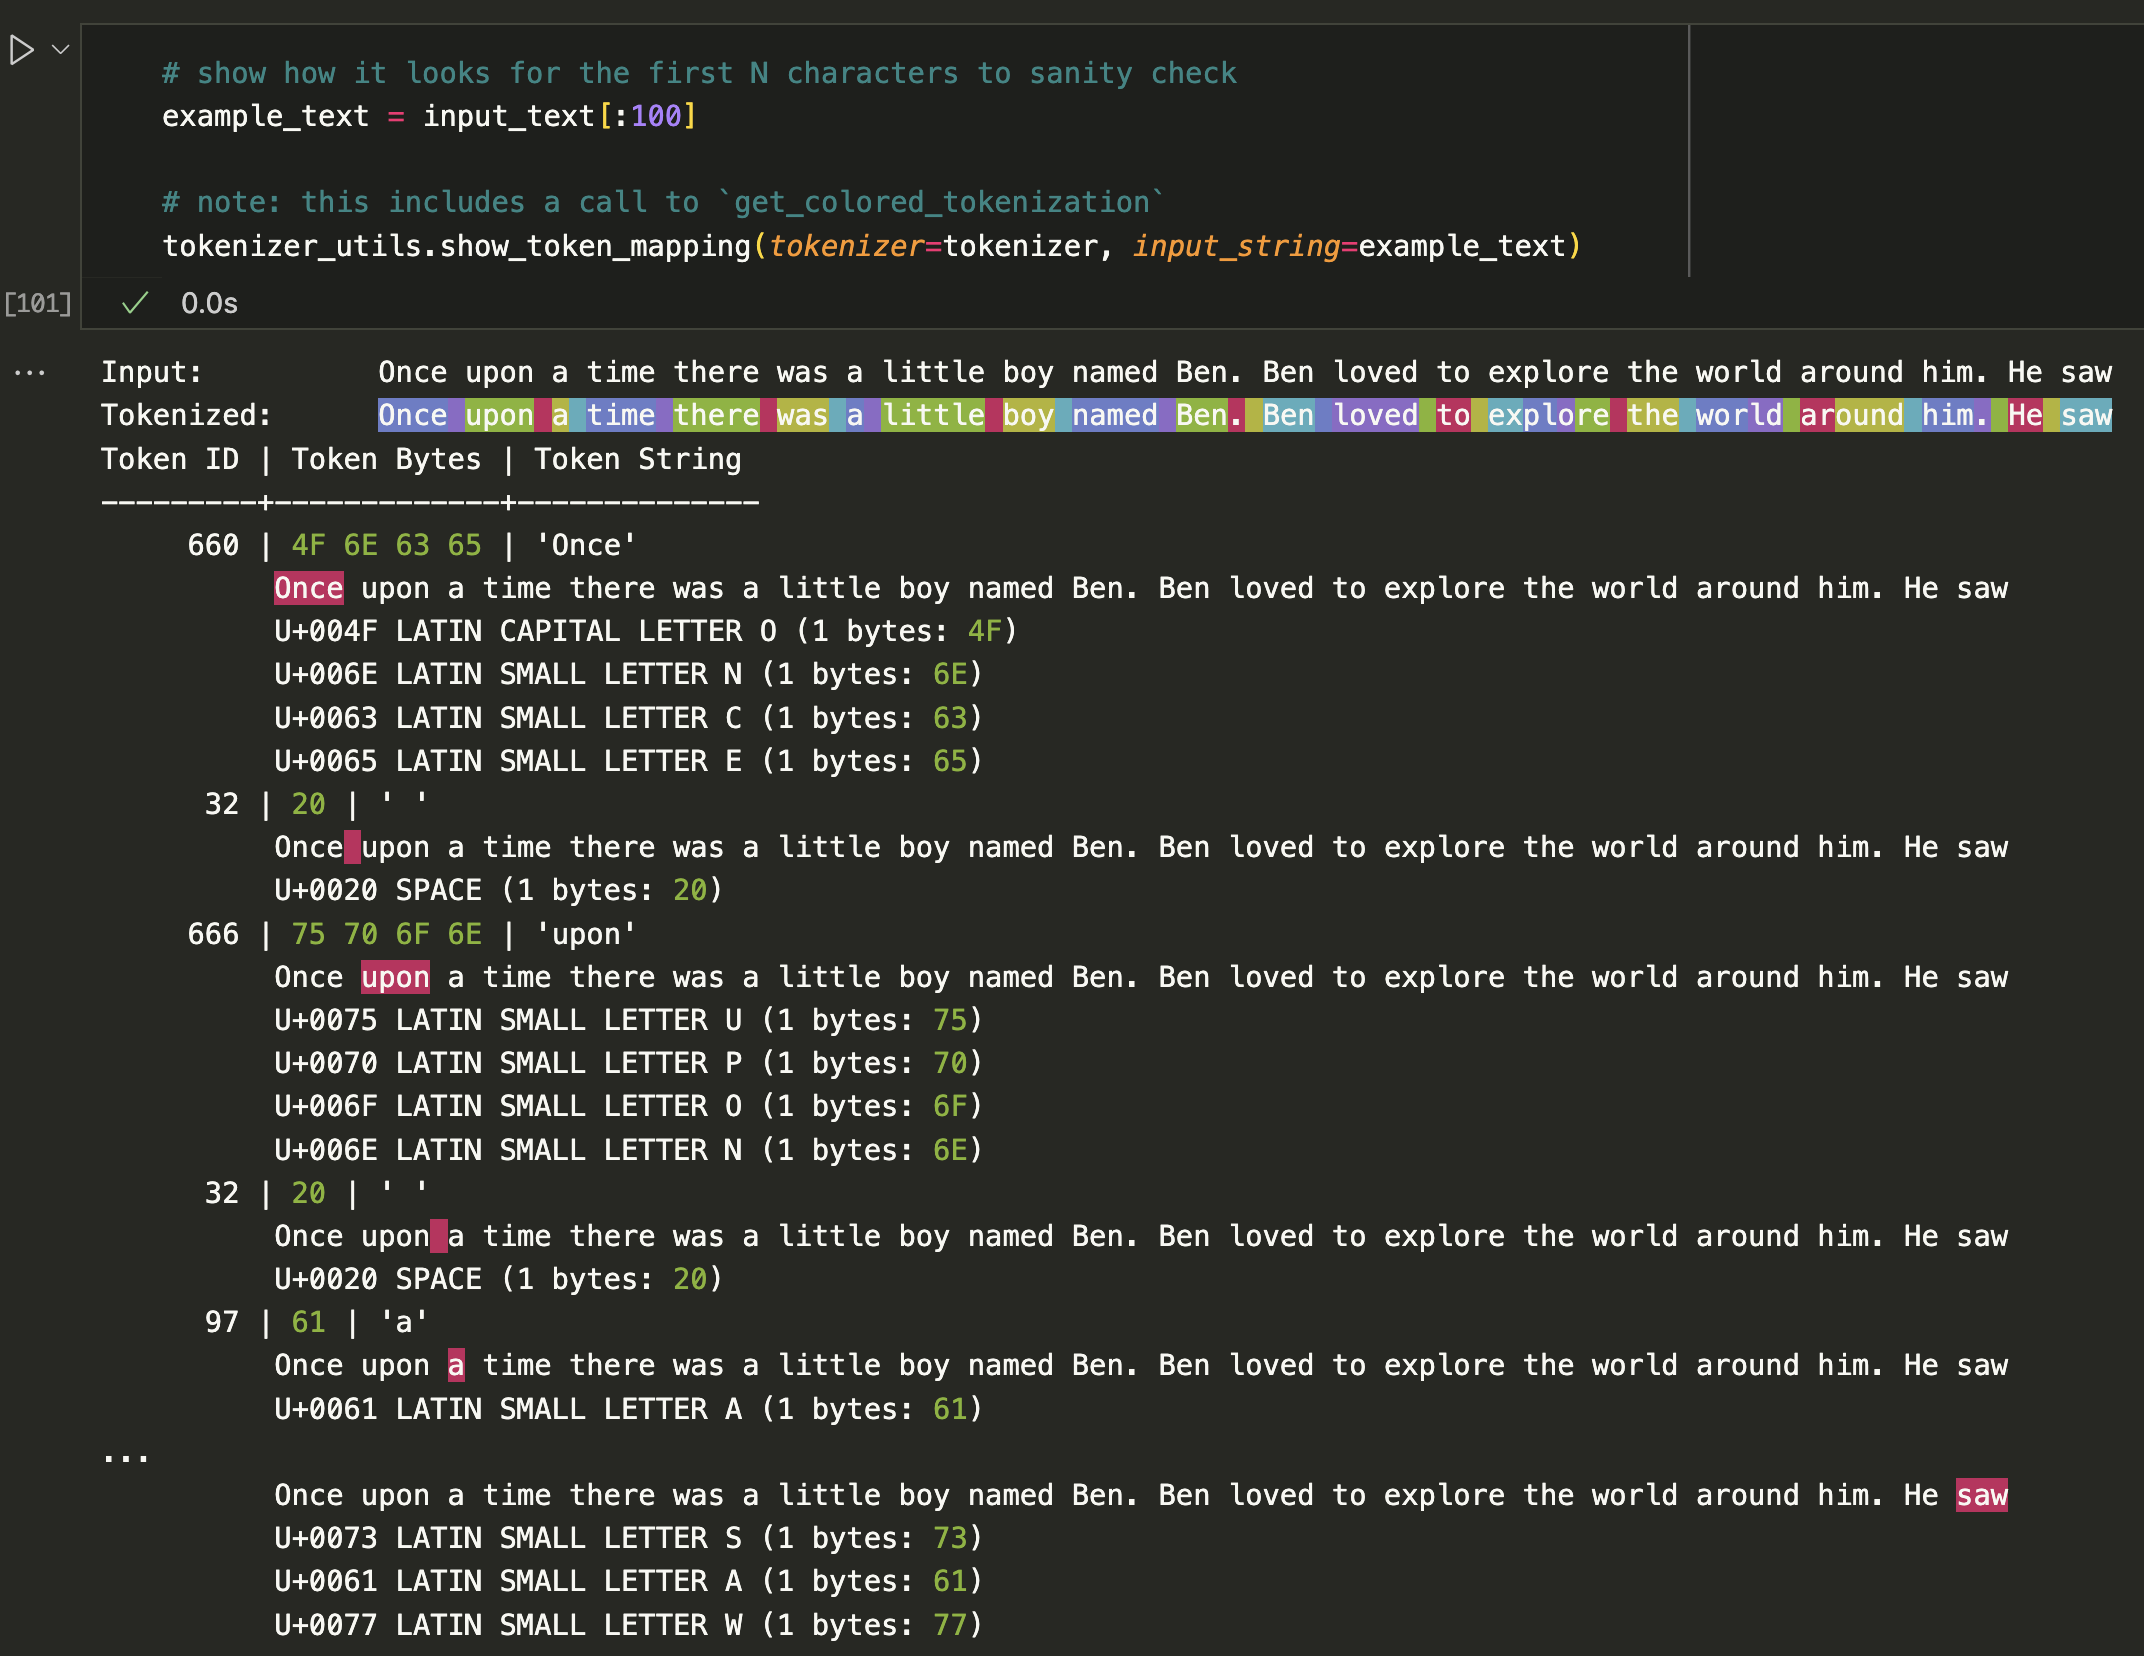 # show how it looks for the first N characters to sanity check
example_text = input_text[:100]
# note: this includes a call to `get_colored_tokenization`
tokenizer_utils.show_token_mapping(tokenizer=tokenizer, input_string=example_text)
[101] ✓ 0.0s
... Input: Once upon a time there was a little boy named Ben. Ben loved to explore the world around him. He saw
Tokenized: Once upon a time there was a little boy named Ben. Ben loved to explore the world around him. He saw
Token ID | Token Bytes | Token String
---------+-------------+--------------
660 | 4F 6E 63 65 | 'Once'
Once upon a time there was a little boy named Ben. Ben loved to explore the world around him. He saw
U+004F LATIN CAPITAL LETTER O (1 bytes: 4F)
U+006E LATIN SMALL LETTER N (1 bytes: 6E)
U+0063 LATIN SMALL LETTER C (1 bytes: 63)
U+0065 LATIN SMALL LETTER E (1 bytes: 65)
32 | 20 | ' '
Once upon a time there was a little boy named Ben. Ben loved to explore the world around him. He saw
U+0020 SPACE (1 bytes: 20)
666 | 75 70 6F 6E | 'upon'
Once upon a time there was a little boy named Ben. Ben loved to explore the world around him. He saw
U+0075 LATIN SMALL LETTER U (1 bytes: 75)
U+0070 LATIN SMALL LETTER P (1 bytes: 70)
U+006F LATIN SMALL LETTER O (1 bytes: 6F)
U+006E LATIN SMALL LETTER N (1 bytes: 6E)
32 | 20 | ' '
Once upon a time there was a little boy named Ben. Ben loved to explore the world around him. He saw
U+0020 SPACE (1 bytes: 20)
97 | 61 | 'a'
Once upon a time there was a little boy named Ben. Ben loved to explore the world around him. He saw
U+0061 LATIN SMALL LETTER A (1 bytes: 61)
...
Once upon a time there was a little boy named Ben. Ben loved to explore the world around him. He saw
U+0073 LATIN SMALL LETTER S (1 bytes: 73)
U+0061 LATIN SMALL LETTER A (1 bytes: 61)
U+0077 LATIN SMALL LETTER W (1 bytes: 77)